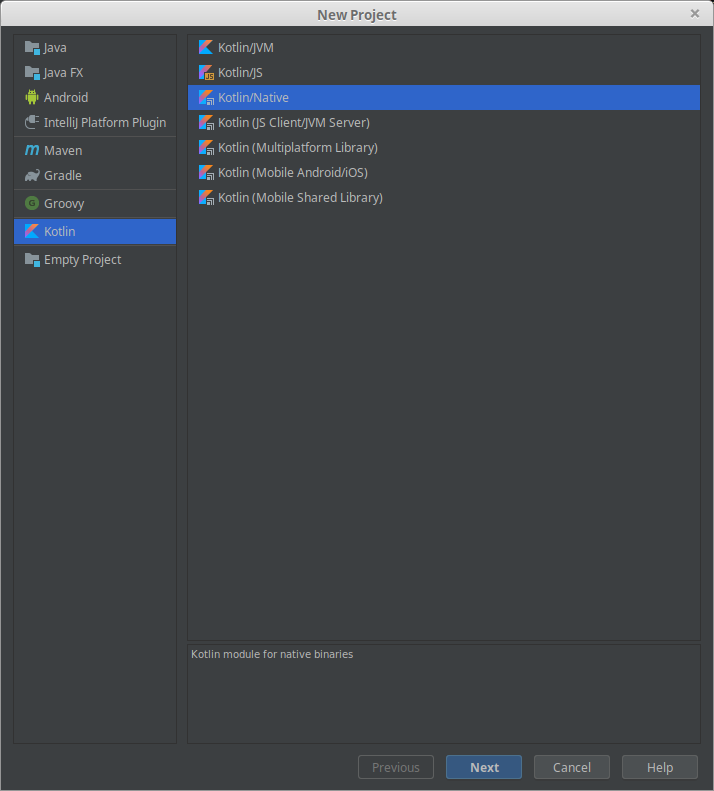 New Project
Java
Java FX
Android
IntelliJ Platform Plugin
Maven
Gradle
Groovy
Kotlin
Empty Project
Kotlin/JVM
Kotlin/JS
Kotlin/Native
Kotlin (JS Client/JVM Server)
Kotlin (Multiplatform Library)
Kotlin (Mobile Android/iOS)
Kotlin (Mobile Shared Library)
Kotlin module for native binaries
Previous
Next
Cancel
Help